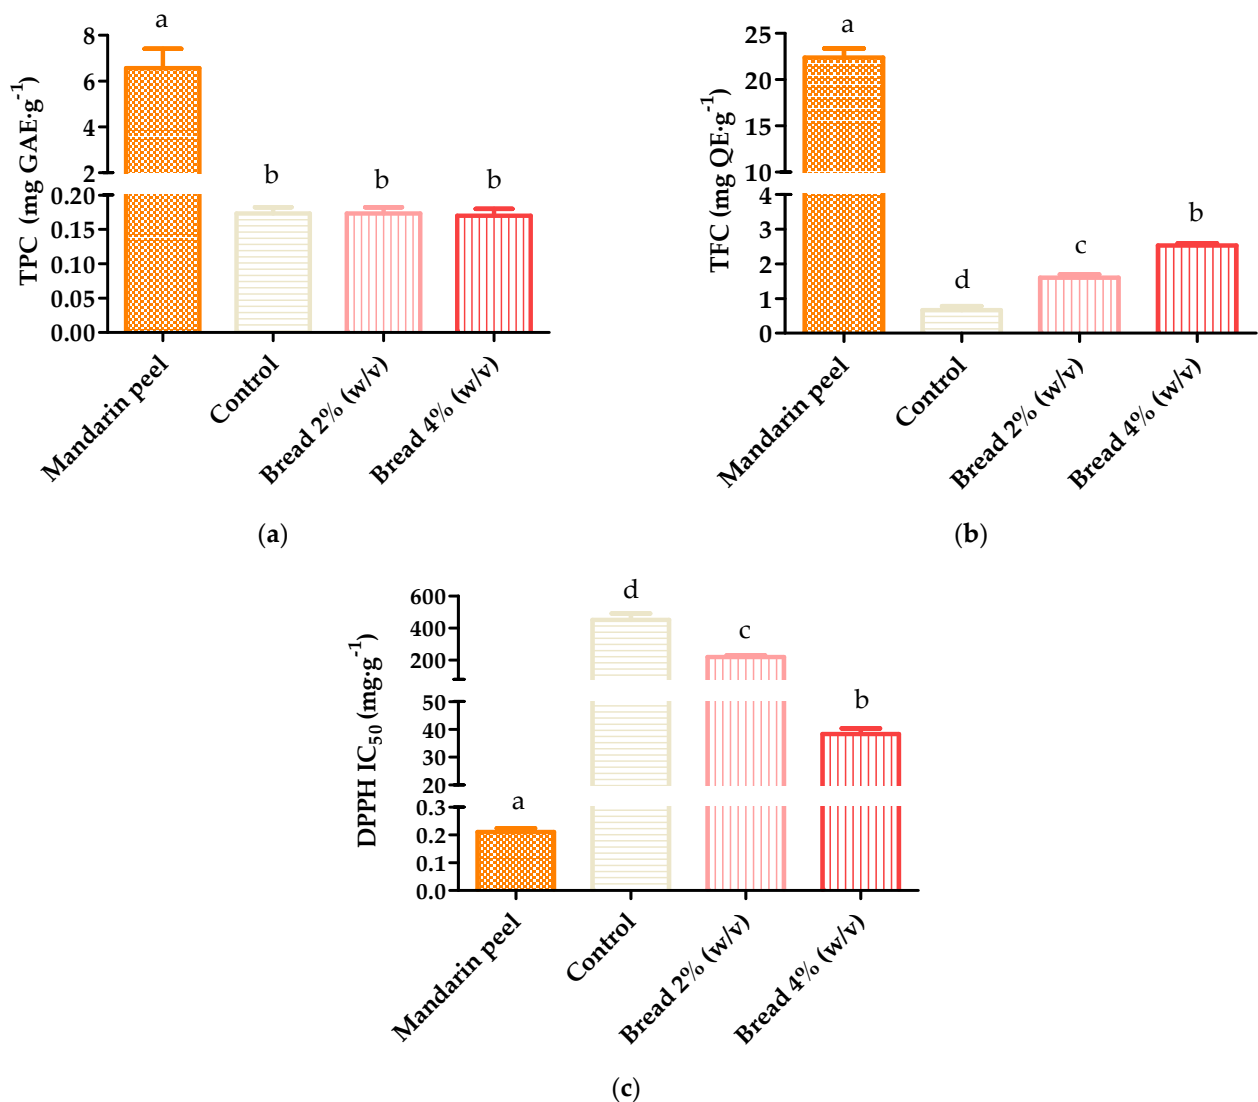 a
8
6
4
2
0.20
0.15
0.10
0.05
0.00
TPC (mg GAE·g⁻¹)
b
b
b
Mandarin peel
Control
Bread 2% (w/v)
Bread 4% (w/v)
(a)
a
25
20
15
10
4
3
2
1
0
TFC (mg QE·g⁻¹)
d
c
b
Mandarin peel
Control
Bread 2% (w/v)
Bread 4% (w/v)
(b)
600
400
200
50
40
30
20
0.3
0.2
0.1
0.0
DPPH IC₅₀ (mg·g⁻¹)
a
d
c
b
Mandarin peel
Control
Bread 2% (w/v)
Bread 4% (w/v)
(c)